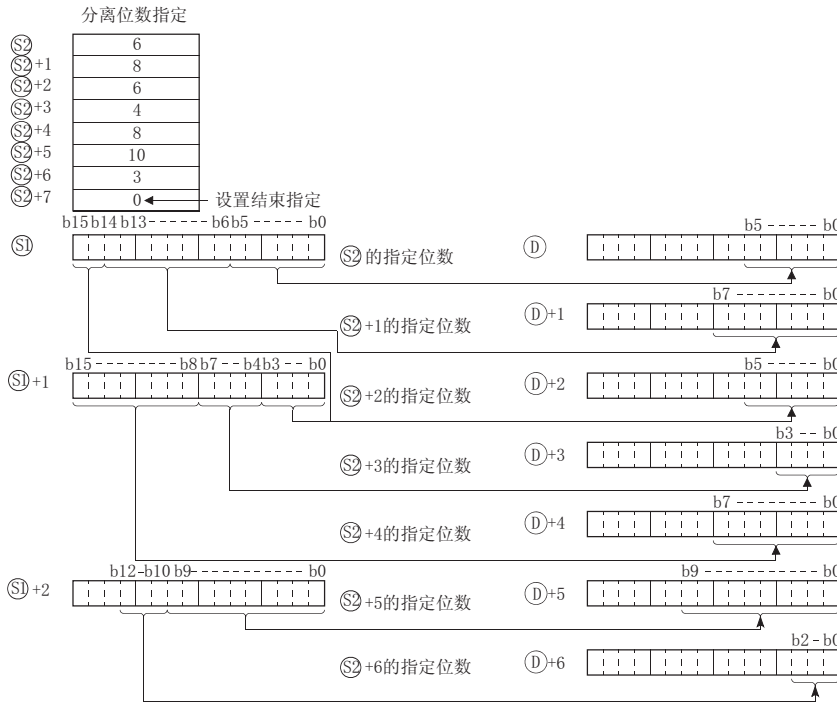 分离位数指定
S2 6
S2+1 8
S2+2 6
S2+3 4
S2+4 8
S2+5 10
S2+6 3
S2+7 0 设置结束指定
b15 b14 b13------b6 b5-----b0 b5-----b0
S1 S2的指定位数 D
b7-------b0
S2+1的指定位数 D+1
b15---------b8 b7---b4 b3---b0 b5-----b0
S1+1 S2+2的指定位数 D+2
b3--b0
S2+3的指定位数 D+3
b7-------b0
S2+4的指定位数 D+4
b12-b10 b9-----------b0 b9---------b0
S1+2 S2+5的指定位数 D+5
b2-b0
S2+6的指定位数 D+6